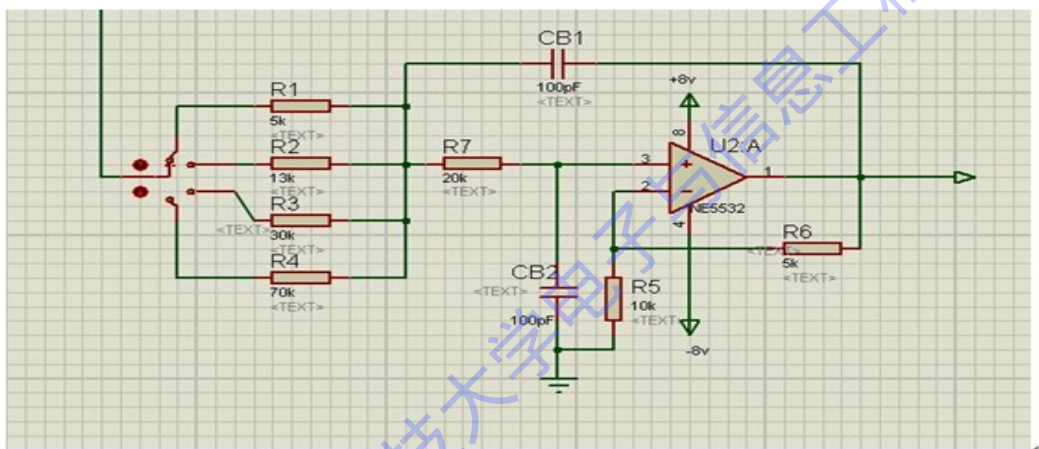 CB1
100pF
<TEXT>
+8v
R1
5k
<TEXT>
R2
13k
<TEXT>
R3
<TEXT>
30k
R4
70k
<TEXT>
R7
20k
<TEXT>
U2:A
8
3
2
1
4
NE5532
R6
<TEXT>
5k
<TEXT>
CB2
<TEXT>
100pF
R5
10k
<TEXT>
-8v
技大学电子与信息工程